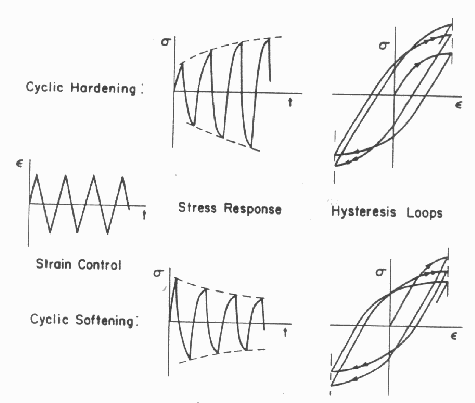 σ
t
σ
ϵ
Cyclic Hardening:
ϵ
t
Stress Response
Hysteresis Loops
Strain Control
σ
t
σ
ϵ
Cyclic Softening: